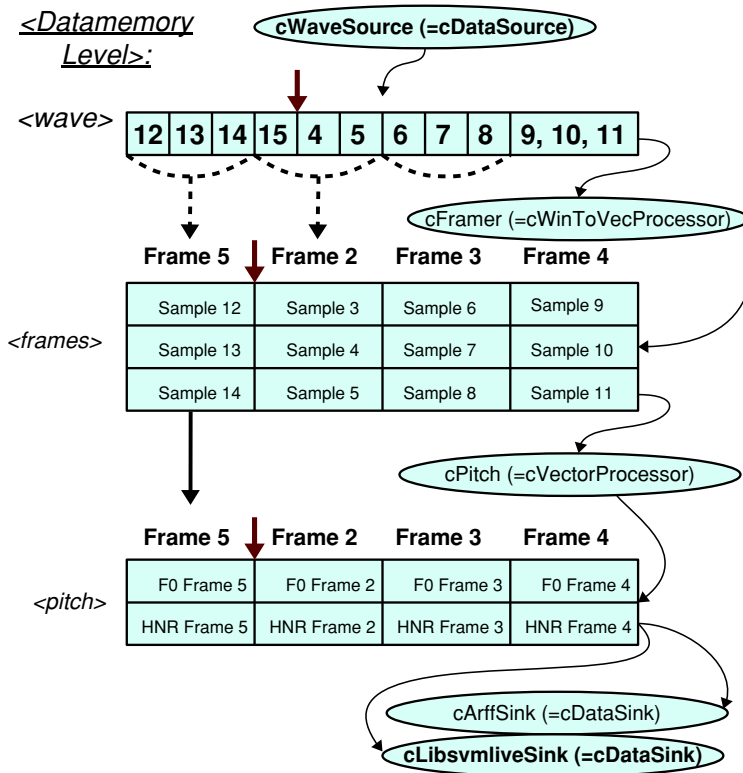 <Datamemory
Level>:
cWaveSource (=cDataSource)
<wave>
12 13 14 15 4 5 6 7 8 9, 10, 11
cFramer (=cWinToVecProcessor)
Frame 5 Frame 2 Frame 3 Frame 4
<frames>
Sample 12 Sample 3 Sample 6 Sample 9
Sample 13 Sample 4 Sample 7 Sample 10
Sample 14 Sample 5 Sample 8 Sample 11
cPitch (=cVectorProcessor)
Frame 5 Frame 2 Frame 3 Frame 4
<pitch>
F0 Frame 5 F0 Frame 2 F0 Frame 3 F0 Frame 4
HNR Frame 5 HNR Frame 2 HNR Frame 3 HNR Frame 4
cArffSink (=cDataSink)
cLibsvmliveSink (=cDataSink)